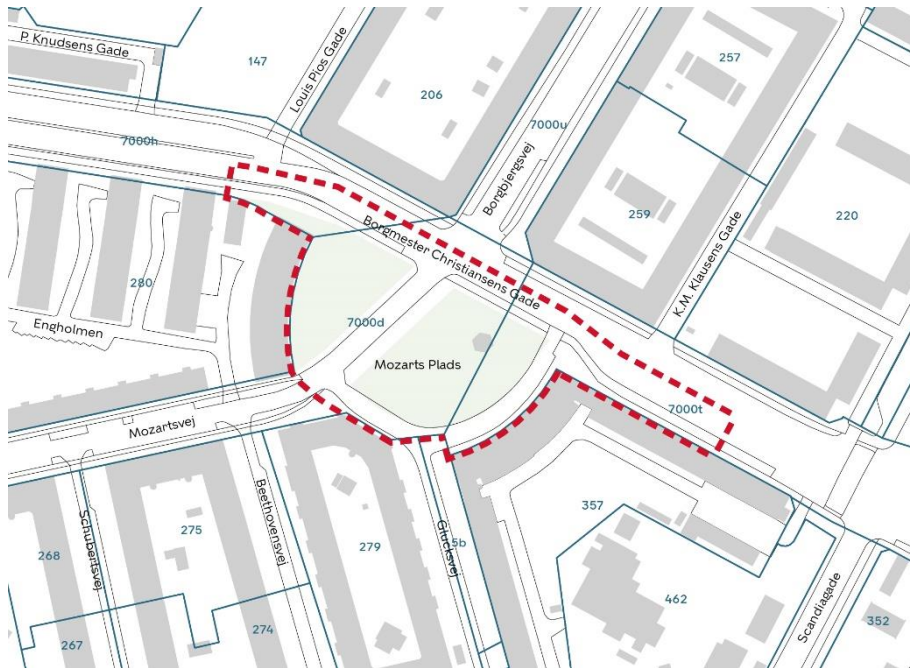 P. Knudsens Gade
147
Louis Pios Gade
206
257
7000u
7000h
Borgbjergsvej
259
220
K.M. Klausens Gade
Borgmester Christiansens Gade
280
7000d
Engholmen
Mozarts Plads
7000t
Mozartsvej
Schubertsvej
275
Beethovensvej
279
Glucksvej
5b
357
268
462
Scandiagade
352
267
274